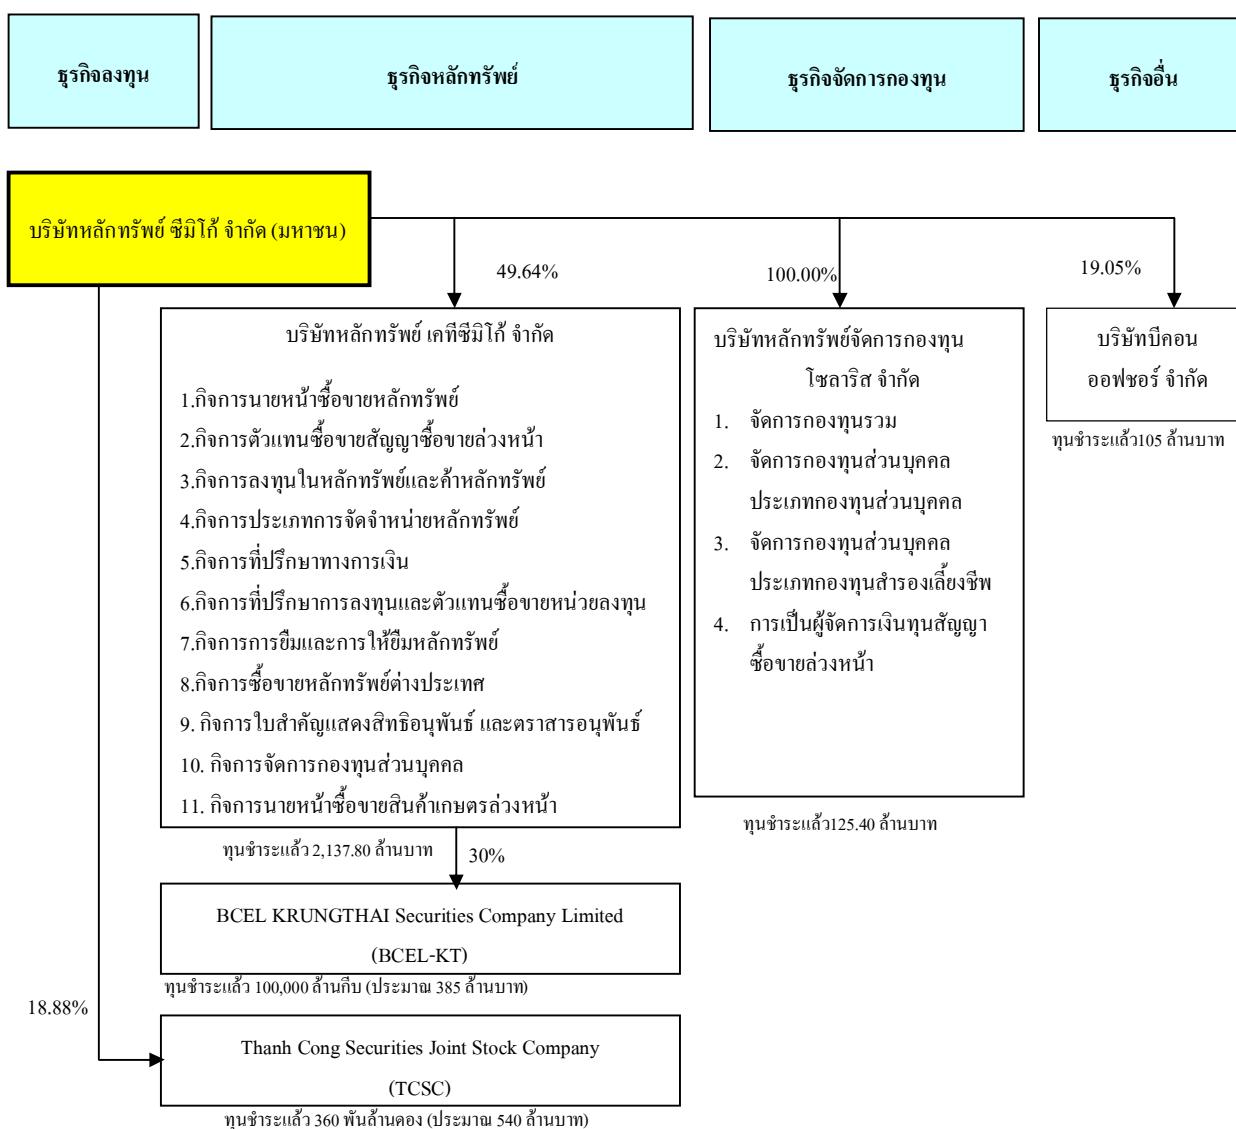 ธุรกิจลงทุน
ธุรกิจหลักทรัพย์
ธุรกิจจัดการกองทุน
ธุรกิจอื่น
บริษัทหลักทรัพย์ ซีมิโก้ จำกัด (มหาชน)
49.64%
100.00%
19.05%
บริษัทหลักทรัพย์ เคทีซีมิโก้ จำกัด
1.กิจการนายหน้าซื้อขายหลักทรัพย์
2.กิจการตัวแทนซื้อขายสัญญาซื้อขายล่วงหน้า
3.กิจการลงทุนในหลักทรัพย์และค้าหลักทรัพย์
4.กิจการประเภทการจัดจำหน่ายหลักทรัพย์
5.กิจการที่ปรึกษาทางการเงิน
6.กิจการที่ปรึกษาการลงทุนและตัวแทนซื้อขายหน่วยลงทุน
7.กิจการการยืมและการให้ยืมหลักทรัพย์
8.กิจการซื้อขายหลักทรัพย์ต่างประเทศ
9. กิจการใบสำคัญแสดงสิทธิอนุพันธ์ และตราสารอนุพันธ์
10. กิจการจัดการกองทุนส่วนบุคคล
11. กิจการนายหน้าซื้อขายสินค้าเกษตรล่วงหน้า
ทุนชำระแล้ว 2,137.80 ล้านบาท
บริษัทหลักทรัพย์จัดการกองทุน
โซลาริส จำกัด
1. จัดการกองทุนรวม
2. จัดการกองทุนส่วนบุคคล
ประเภทกองทุนส่วนบุคคล
3. จัดการกองทุนส่วนบุคคล
ประเภทกองทุนสำรองเลี้ยงชีพ
4. การเป็นผู้จัดการเงินทุนสัญญา
ซื้อขายล่วงหน้า
ทุนชำระแล้ว125.40 ล้านบาท
บริษัทบีคอน
ออฟชอร์ จำกัด
ทุนชำระแล้ว105 ล้านบาท
30%
BCEL KRUNGTHAI Securities Company Limited
(BCEL-KT)
ทุนชำระแล้ว 100,000 ล้านกีบ (ประมาณ 385 ล้านบาท)
18.88%
Thanh Cong Securities Joint Stock Company
(TCSC)
ทุนชำระแล้ว 360 พันล้านดอง (ประมาณ 540 ล้านบาท)